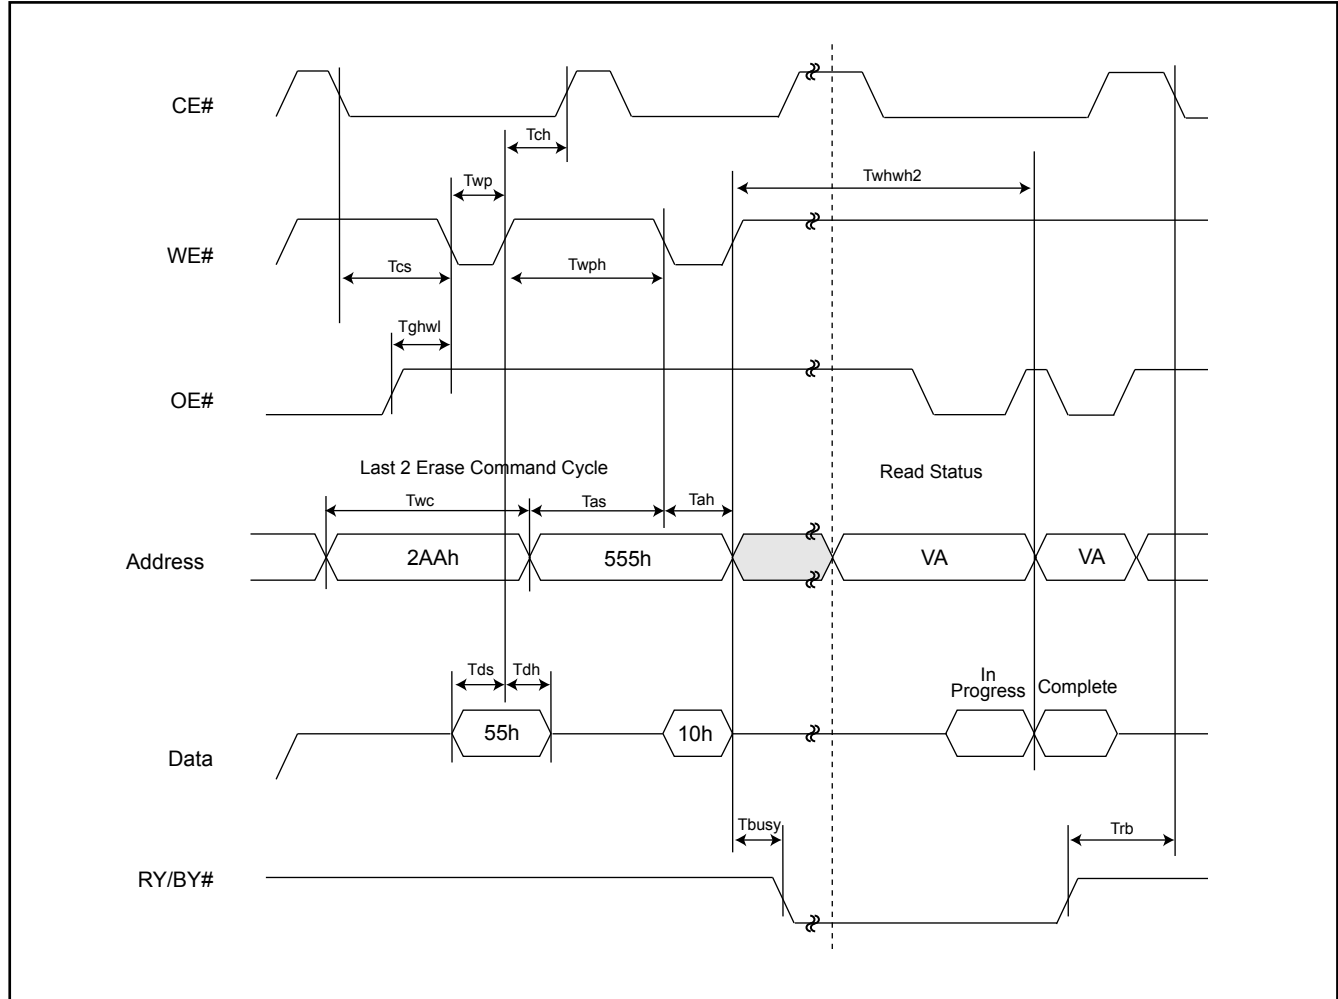 CE#
Tch
Twp
Twhwh2
WE#
Tcs
Twph
Tghwl
OE#
Last 2 Erase Command Cycle
Read Status
Twc
Tas
Tah
Address
2AAh
555h
VA
VA
Tds
Tdh
In
Progress
Complete
Data
55h
10h
Tbusy
Trb
RY/BY#